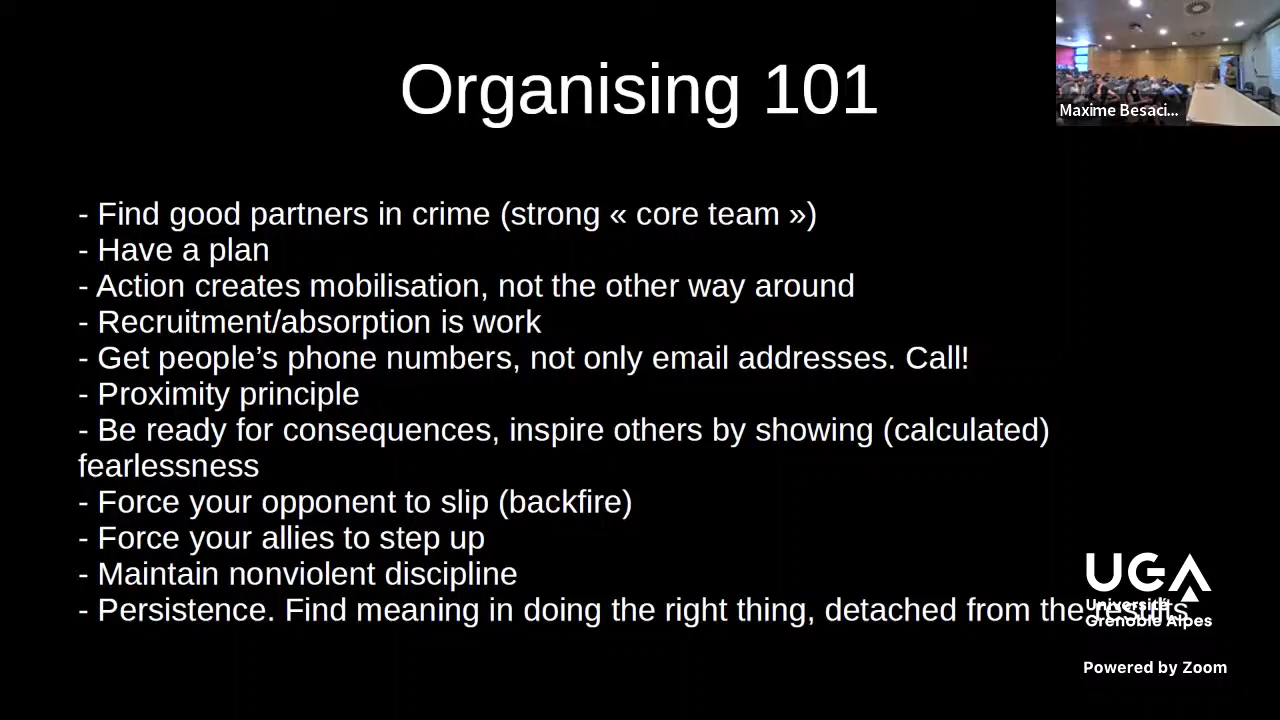 Organising 101
Maxime Besaci...
- Find good partners in crime (strong « core team »)
- Have a plan
- Action creates mobilisation, not the other way around
- Recruitment/absorption is work
- Get people’s phone numbers, not only email addresses. Call!
- Proximity principle
- Be ready for consequences, inspire others by showing (calculated)
fearlessness
- Force your opponent to slip (backfire)
- Force your allies to step up
- Maintain nonviolent discipline
- Persistence. Find meaning in doing the right thing, detached from the results
UGA
Université
Grenoble Alpes
Powered by Zoom